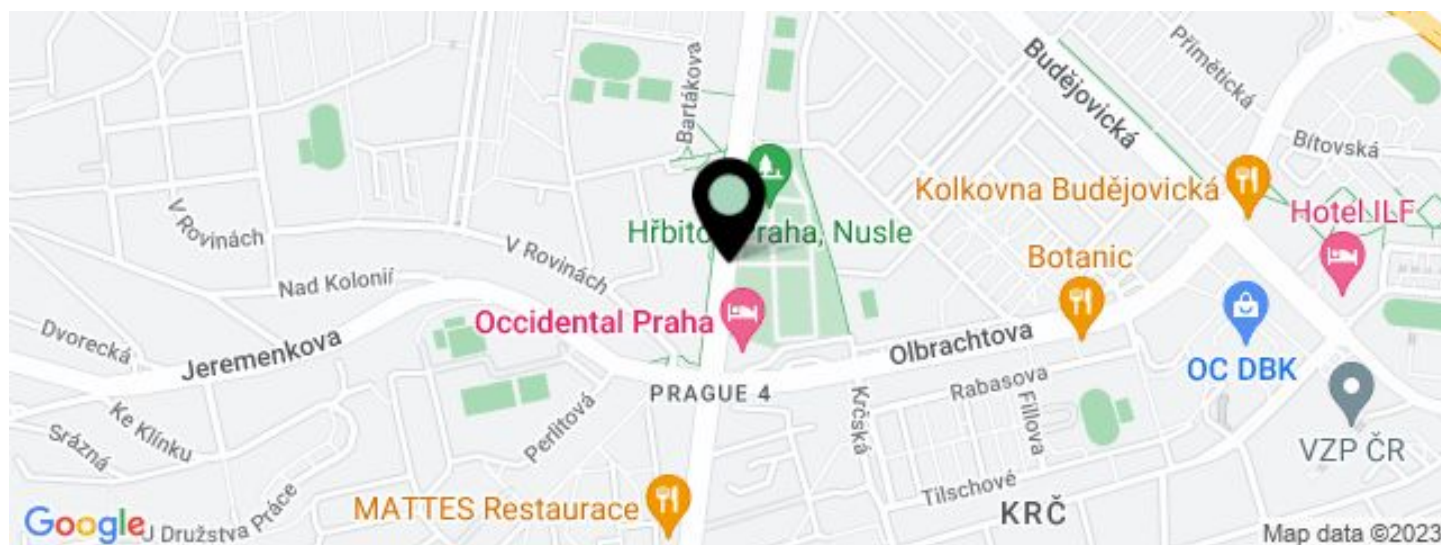 Bartákova
Budějovická
Přímětická
Bítovská
Kolkovna Budějovická
Hotel ILF
Hřbitov Praha, Nusle
V Rovinách
V Rovinách
Botanic
Nad Kolonií
Occidental Praha
Dvorecká
Jeremenkova
Olbrachtova
OC DBK
PRAGUE 4
Rabasova
Ke Klínku
Perlitová
Krčská
Fillova
Srázná
VZP ČR
Tilschové
MATTES Restaurace
KRČ
Google
U Družstva Práce
Map data ©2023